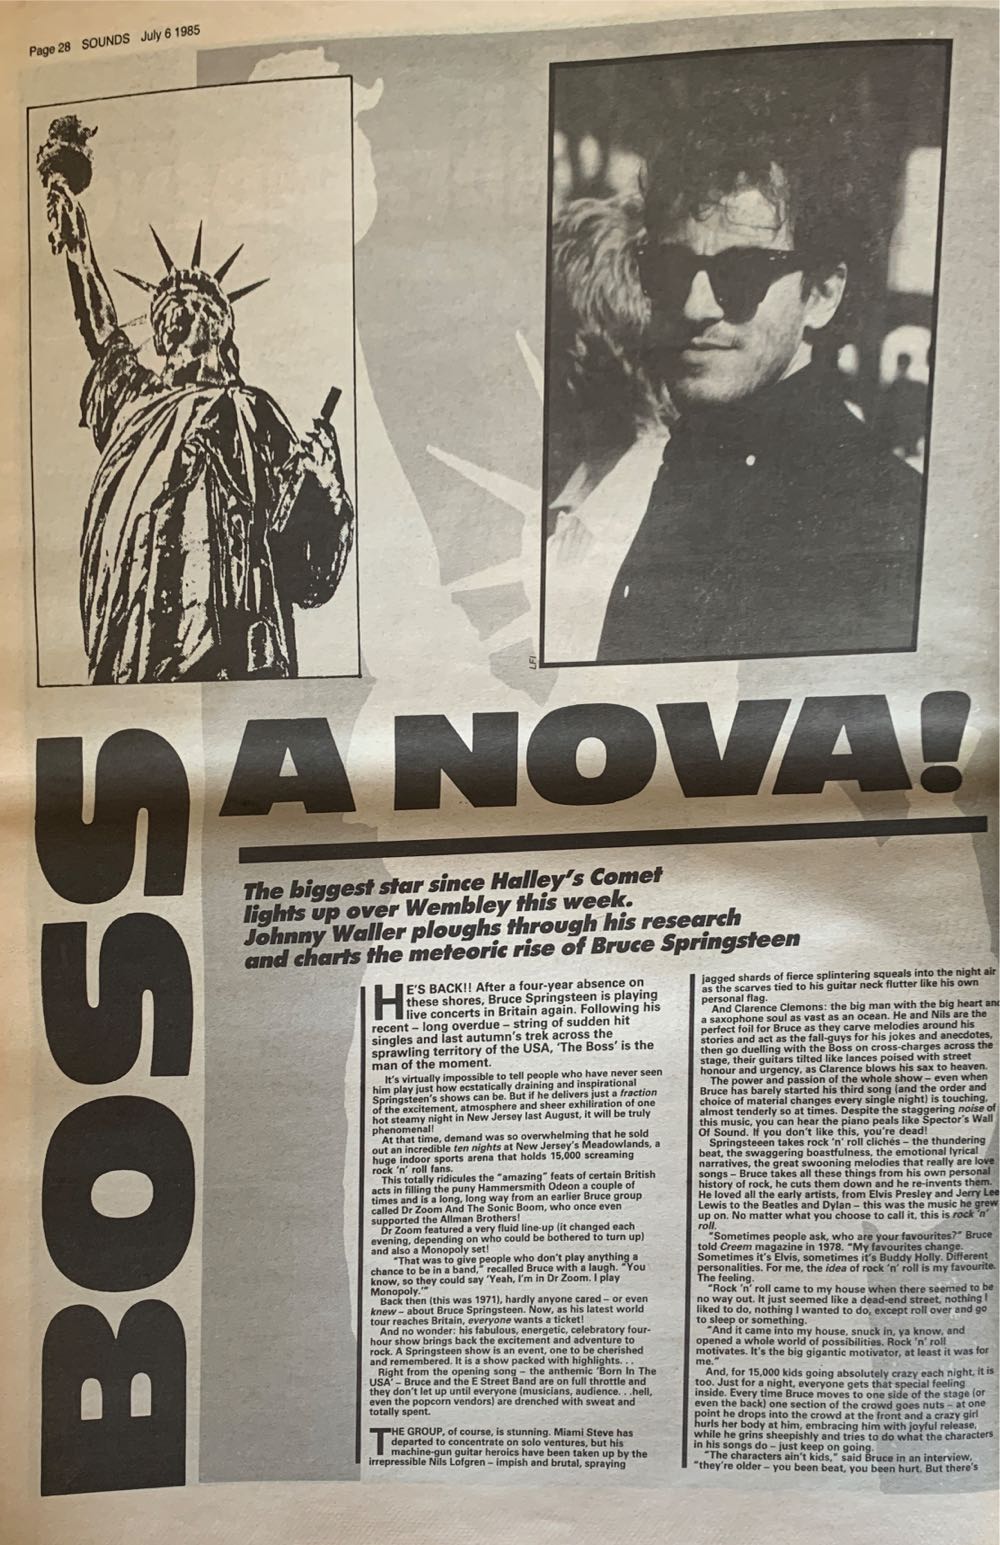 Page 28 SOUNDS July 6 1985
LFI
BOSS
A NOVA!
The biggest star since Halley's Comet
lights up over Wembley this week.
Johnny Waller ploughs through his research
and charts the meteoric rise of Bruce Springsteen
HE'S BACK!! After a four-year absence on
these shores, Bruce Springsteen is playing
live concerts in Britain again. Following his
recent – long overdue – string of sudden hit
singles and last autumn's trek across the
sprawling territory of the USA, 'The Boss' is the
man of the moment.
It's virtually impossible to tell people who have never seen
him play just how ecstatically draining and inspirational
Springsteen's shows can be. But if he delivers just a fraction
of the excitement, atmosphere and sheer exhiliration of one
hot steamy night in New Jersey last August, it will be truly
phenomenal!
At that time, demand was so overwhelming that he sold
out an incredible ten nights at New Jersey's Meadowlands, a
huge indoor sports arena that holds 15,000 screaming
rock 'n' roll fans.
This totally ridicules the "amazing" feats of certain British
acts in filling the puny Hammersmith Odeon a couple of
times and is a long, long way from an earlier Bruce group
called Dr Zoom And The Sonic Boom, who once even
supported the Allman Brothers!
Dr Zoom featured a very fluid line-up (it changed each
evening, depending on who could be bothered to turn up)
and also a Monopoly set!
"That was to give people who don't play anything a
chance to be in a band," recalled Bruce with a laugh. "You
know, so they could say 'Yeah, I'm in Dr Zoom. I play
Monopoly.'"
Back then (this was 1971), hardly anyone cared – or even
knew – about Bruce Springsteen. Now, as his latest world
tour reaches Britain, everyone wants a ticket!
And no wonder: his fabulous, energetic, celebratory four-
hour show brings back the excitement and adventure to
rock. A Springsteen show is an event, one to be cherished
and remembered. It is a show packed with highlights. . .
Right from the opening song – the anthemic 'Born In The
USA' – Bruce and the E Street Band are on full throttle and
they don't let up until everyone (musicians, audience. . .hell,
even the popcorn vendors) are drenched with sweat and
totally spent.
THE GROUP, of course, is stunning. Miami Steve has
departed to concentrate on solo ventures, but his
machine-gun guitar heroics have been taken up by the
irrepressible Nils Lofgren – impish and brutal, spraying
jagged shards of fierce splintering squeals into the night air
as the scarves tied to his guitar neck flutter like his own
personal flag.
And Clarence Clemons: the big man with the big heart and
a saxophone soul as vast as an ocean. He and Nils are the
perfect foil for Bruce as they carve melodies around his
stories and act as the fall-guys for his jokes and anecdotes,
then go duelling with the Boss on cross-charges across the
stage, their guitars tilted like lances poised with street
honour and urgency, as Clarence blows his sax to heaven.
The power and passion of the whole show – even when
Bruce has barely started his third song (and the order and
choice of material changes every single night) is touching,
almost tenderly so at times. Despite the staggering noise of
this music, you can hear the piano peals like Spector's Wall
Of Sound. If you don't like this, you're dead!
Springsteeen takes rock 'n' roll clichés – the thundering
beat, the swaggering boastfulness, the emotional lyrical
narratives, the great swooning melodies that really are love
songs – Bruce takes all these things from his own personal
history of rock, he cuts them down and he re-invents them.
He loved all the early artists, from Elvis Presley and Jerry Lee
Lewis to the Beatles and Dylan – this was the music he grew
up on. No matter what you choose to call it, this is rock 'n'
roll.
"Sometimes people ask, who are your favourites?" Bruce
told Creem magazine in 1978. "My favourites change.
Sometimes it's Elvis, sometimes it's Buddy Holly. Different
personalities. For me, the idea of rock 'n' roll is my favourite.
The feeling.
"Rock 'n' roll came to my house when there seemed to be
no way out. It just seemed like a dead-end street, nothing I
liked to do, nothing I wanted to do, except roll over and go
to sleep or something.
"And it came into my house, snuck in, ya know, and
opened a whole world of possibilities. Rock 'n' roll
motivates. It's the big gigantic motivator, at least it was for
me."
And, for 15,000 kids going absolutely crazy each night, it is
too. Just for a night, everyone gets that special feeling
inside. Every time Bruce moves to one side of the stage (or
even the back) one section of the crowd goes nuts – at one
point he drops into the crowd at the front and a crazy girl
hurls her body at him, embracing him with joyful release,
while he grins sheepishly and tries to do what the characters
in his songs do – just keep on going.
"The characters ain't kids," said Bruce in an interview,
"they're older – you been beat, you been hurt. But there's